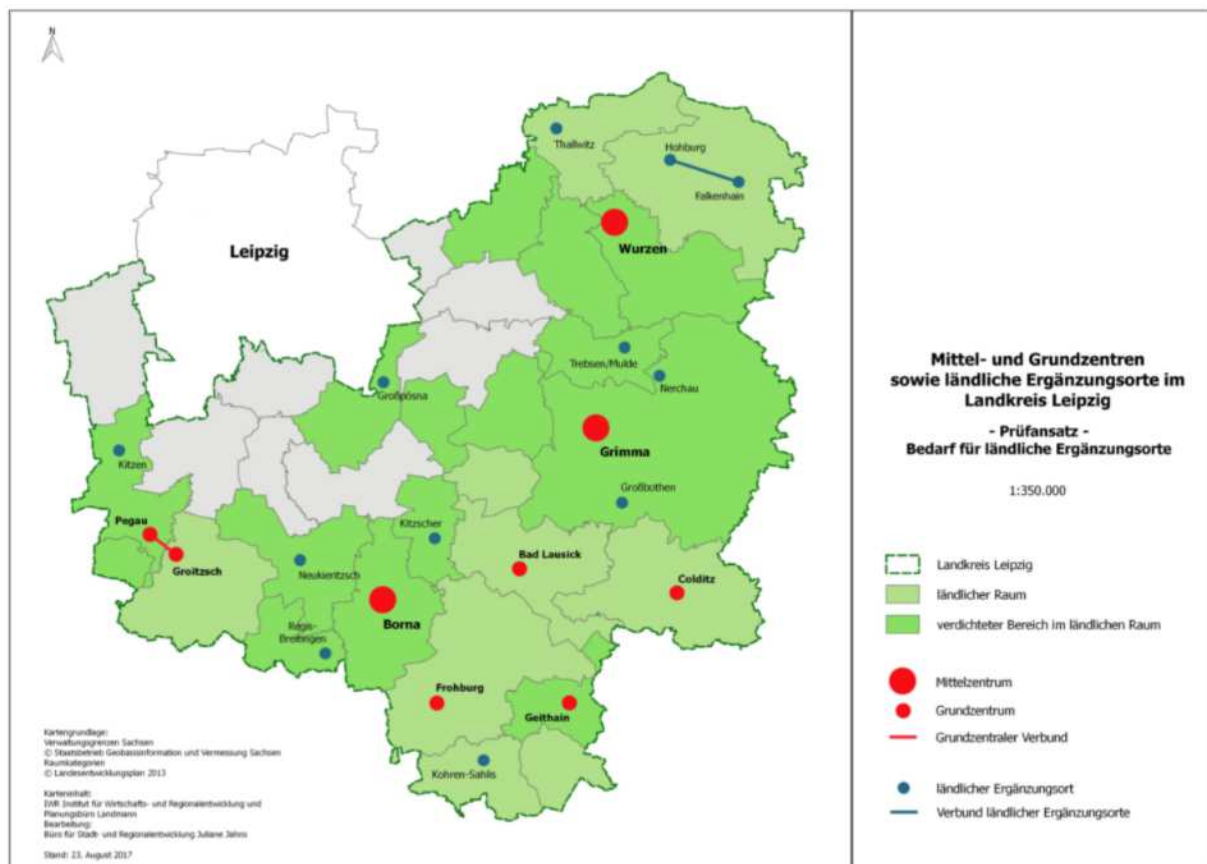 N
Thallwitz
Hohburg
Falkenhain
Leipzig
Wurzen
Trebsen/Mulde
Nerchau
Großpösna
Grimma
Kitzen
Großbothen
Pegau
Kitzscher
Groitzsch
Neukieritzsch
Bad Lausick
Colditz
Borna
Regis-
Breitingen
Frohburg
Geithain
Kohren-Sahlis
Kartengrundlage:
Verwaltungsgrenzen Sachsen
© Staatsbetrieb Geobasisinformation und Vermessung Sachsen
Raumkategorien
© Landesentwicklungsplan 2013
Karteninhalt:
IWR Institut für Wirtschafts- und Regionalentwicklung und
Planungsbüro Landmann
Bearbeitung:
Büro für Stadt- und Regionalentwicklung Juliane Jahns
Stand: 23. August 2017
Mittel- und Grundzentren
sowie ländliche Ergänzungsorte im
Landkreis Leipzig
- Prüfansatz -
Bedarf für ländliche Ergänzungsorte
1:350.000
Landkreis Leipzig
ländlicher Raum
verdichteter Bereich im ländlichen Raum
Mittelzentrum
Grundzentrum
Grundzentraler Verbund
ländlicher Ergänzungsort
Verbund ländlicher Ergänzungsorte